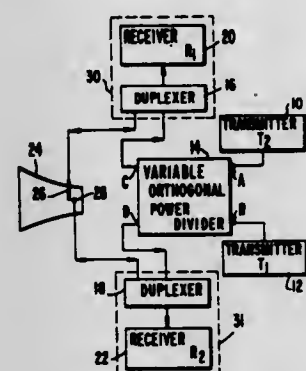 RECEIVER
R1
20
30
DUPLEXER
16
10
TRANSMITTER
T2
24
14
26
28
C
VARIABLE
ORTHOGONAL
POWER
DIVIDER
A
B
TRANSMITTER
T1
12
18
DUPLEXER
31
RECEIVER
R2
22